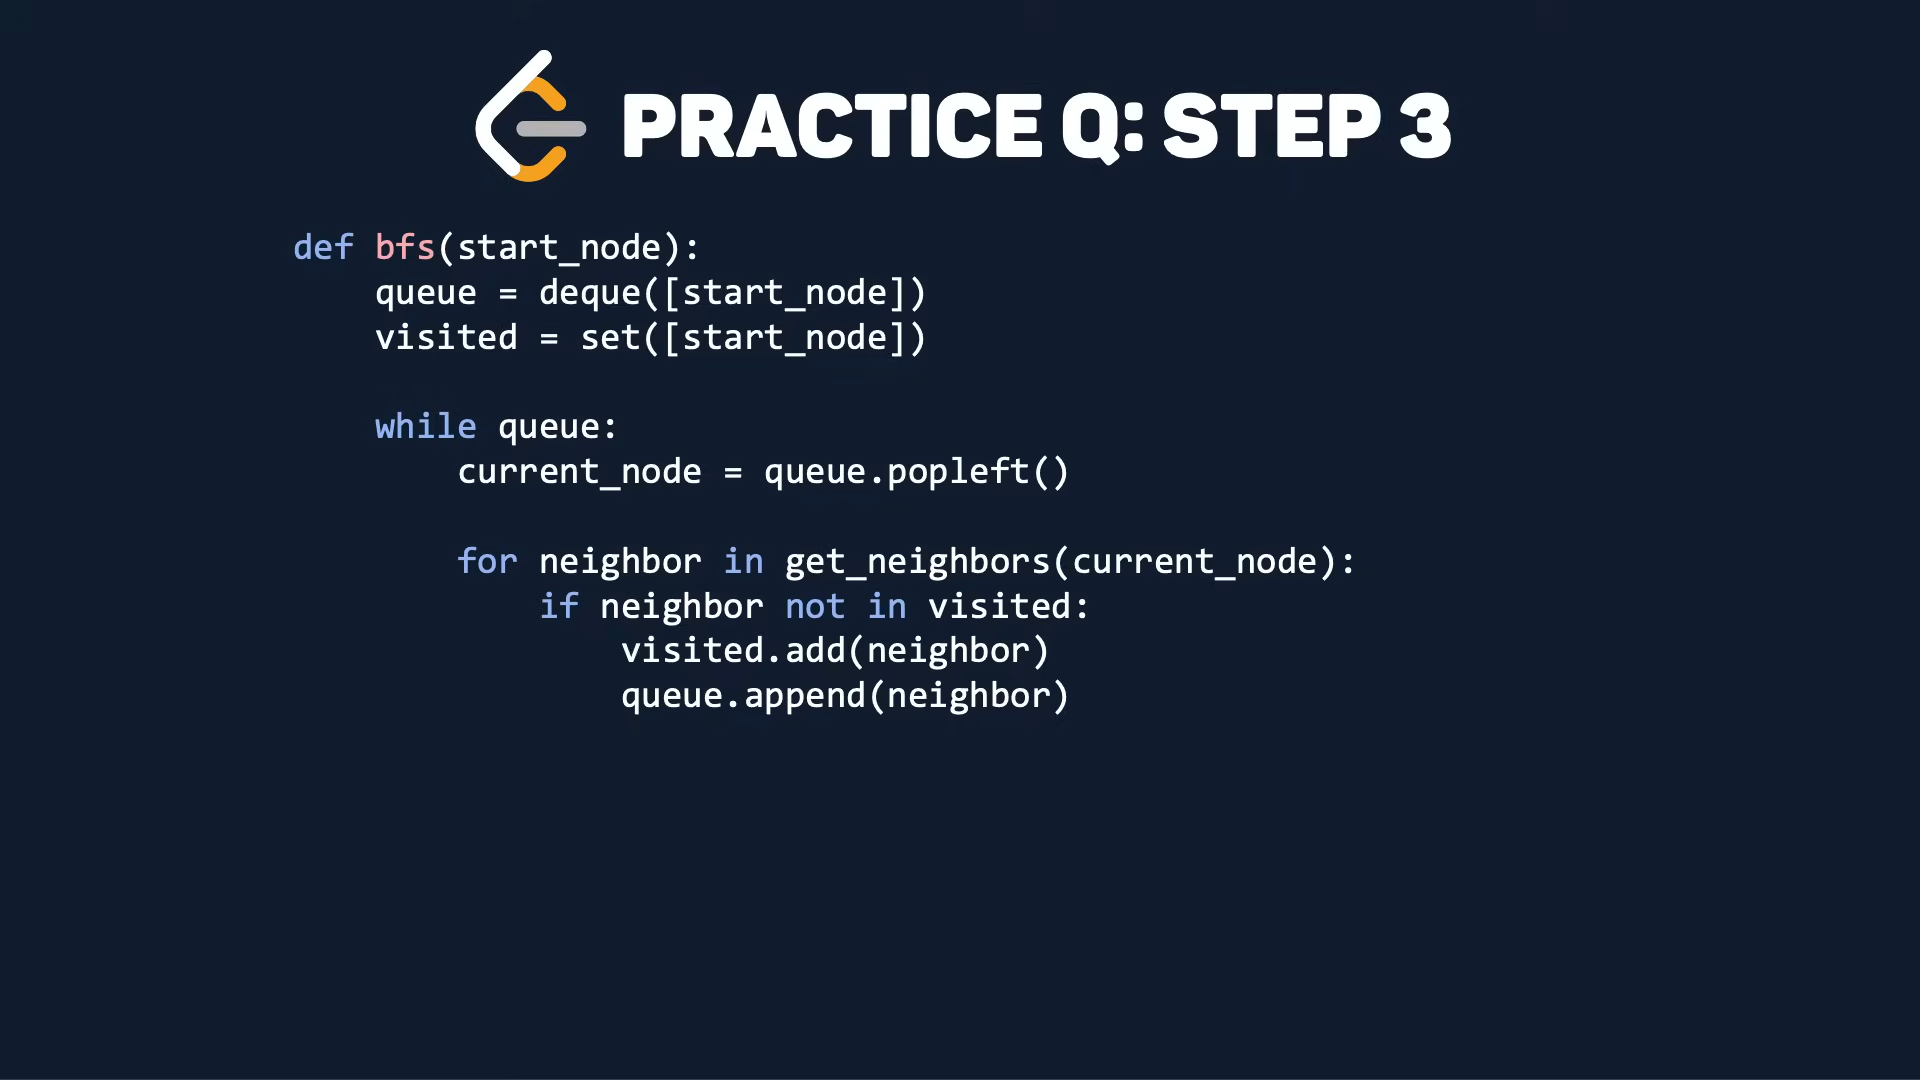 PRACTICE Q: STEP 3
def bfs(start_node):
    queue = deque([start_node])
    visited = set([start_node])
    while queue:
        current_node = queue.popleft()
        for neighbor in get_neighbors(current_node):
            if neighbor not in visited:
                visited.add(neighbor)
                queue.append(neighbor)